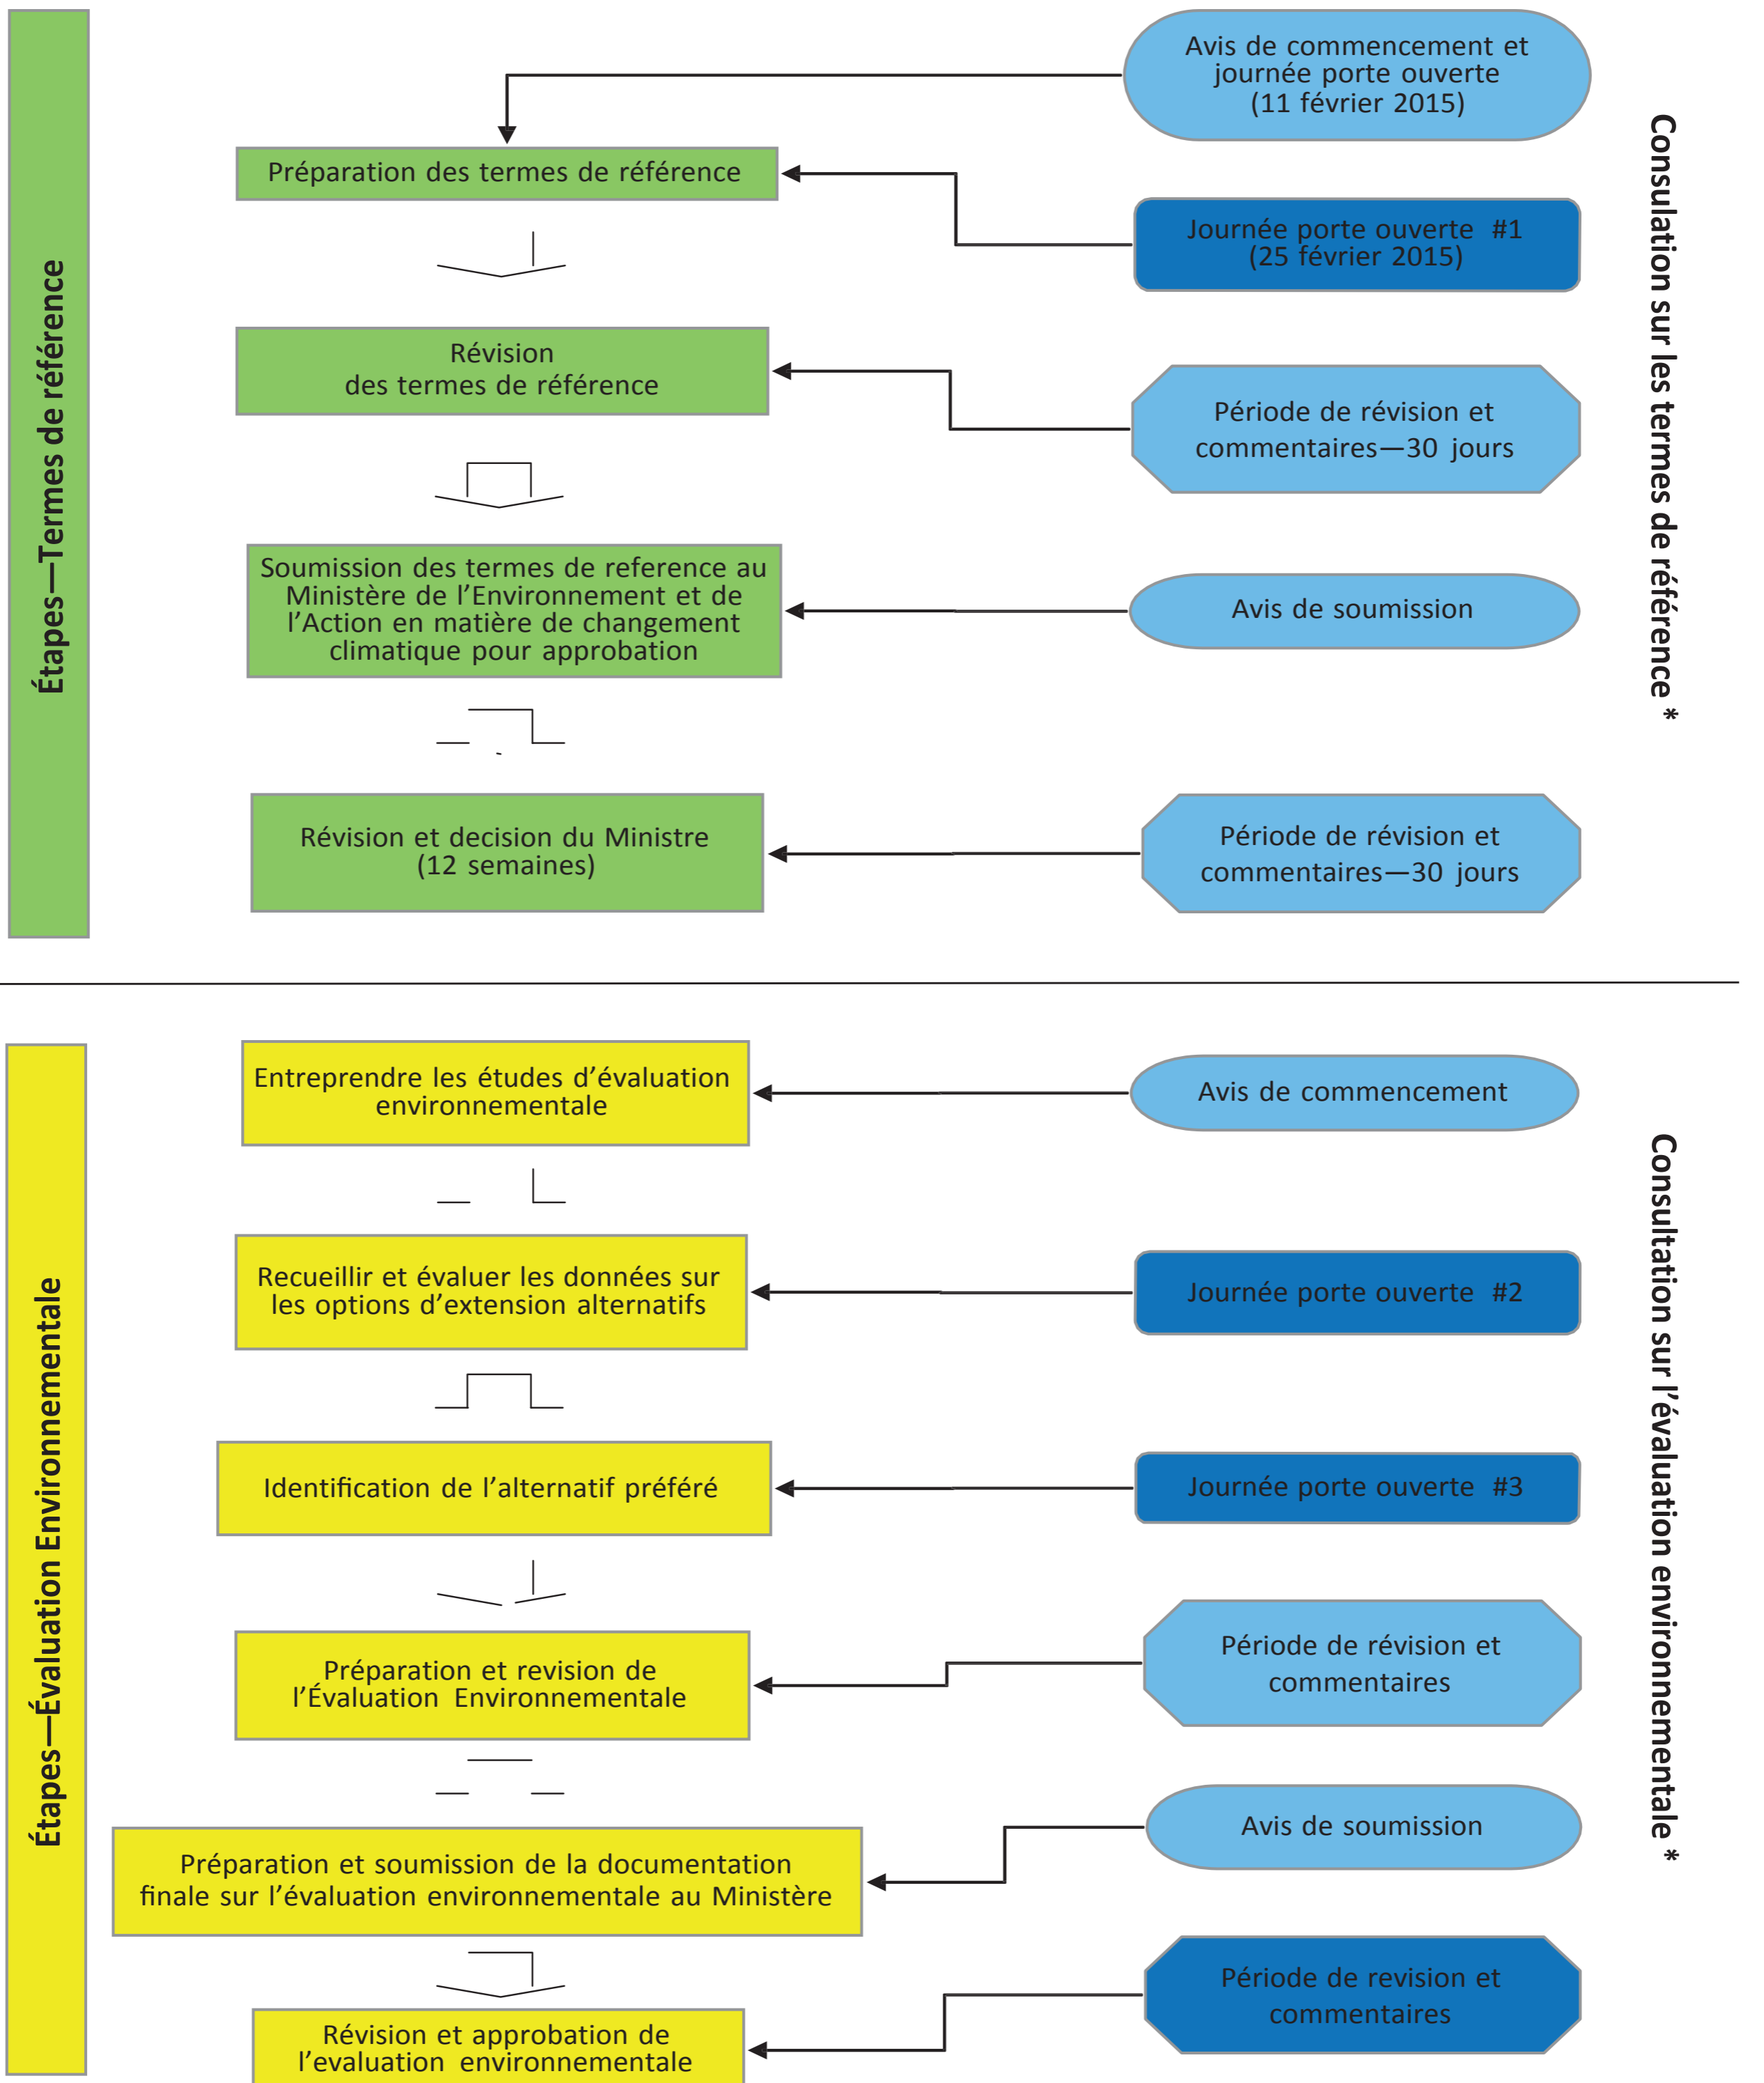 Étapes—Termes de référence
Avis de commencement et
journée porte ouverte
(11 février 2015)
Préparation des termes de référence
Journée porte ouverte #1
(25 février 2015)
Révision
des termes de référence
Période de révision et
commentaires—30 jours
Soumission des termes de reference au
Ministère de l’Environnement et de
l’Action en matière de changement
climatique pour approbation
Avis de soumission
Révision et decision du Ministre
(12 semaines)
Période de révision et
commentaires—30 jours
Consulation sur les termes de référence *
Étapes—Évaluation Environnementale
Entreprendre les études d’évaluation
environnementale
Avis de commencement
Recueillir et évaluer les données sur
les options d’extension alternatifs
Journée porte ouverte #2
Identification de l’alternatif préféré
Journée porte ouverte #3
Préparation et revision de
l’Évaluation Environnementale
Période de révision et
commentaires
Préparation et soumission de la documentation
finale sur l’évaluation environnementale au Ministère
Avis de soumission
Révision et approbation de
l’evaluation environnementale
Période de revision et
commentaires
Consultation sur l’évaluation environnementale *